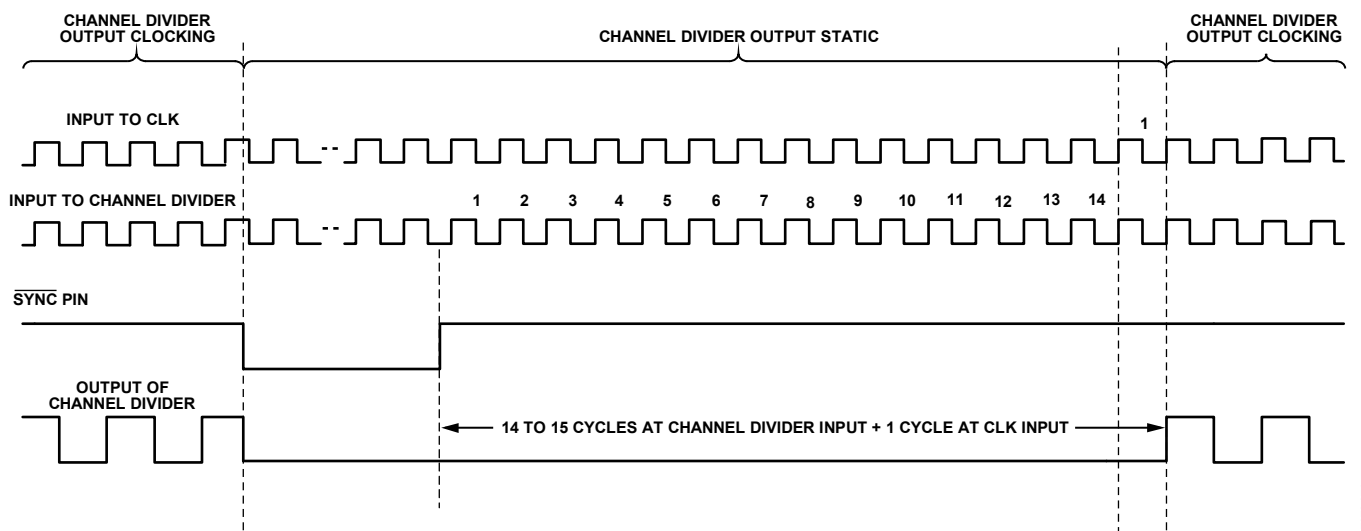 CHANNEL DIVIDER
OUTPUT CLOCKING
CHANNEL DIVIDER OUTPUT STATIC
CHANNEL DIVIDER
OUTPUT CLOCKING
INPUT TO CLK
1
INPUT TO CHANNEL DIVIDER
1 2 3 4 5 6 7 8 9 10 11 12 13 14
SYNC PIN
OUTPUT OF
CHANNEL DIVIDER
14 TO 15 CYCLES AT CHANNEL DIVIDER INPUT + 1 CYCLE AT CLK INPUT